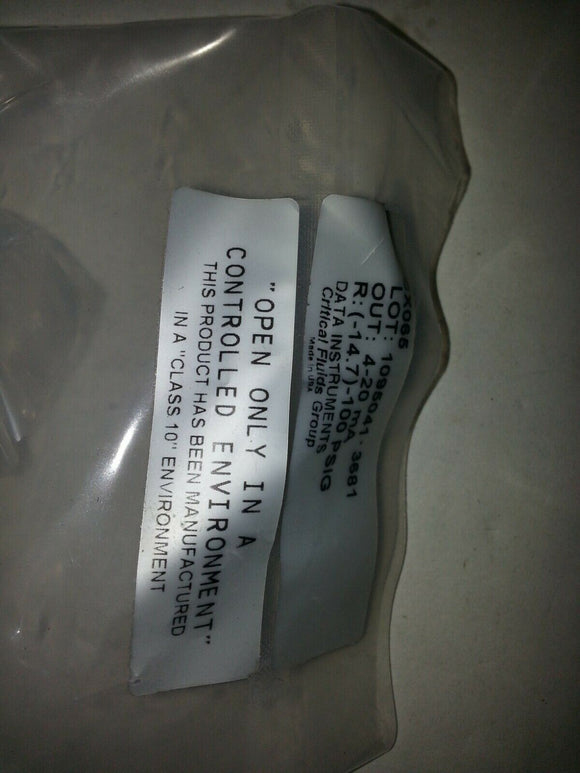 X065
LOT: 1095041. 3681
OUT: 4-20 mA
R: (-14.7)-100 PSIG
DATA INSTRUMENTS
Critical Fluids Group
Made in USA
"OPEN ONLY IN A
CONTROLLED ENVIRONMENT"
THIS PRODUCT HAS BEEN MANUFACTURED
IN A "CLASS 10" ENVIRONMENT